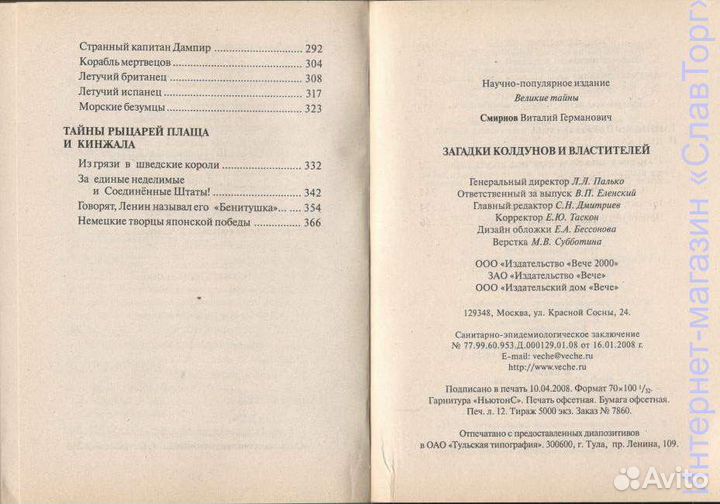 Странный капитан Дампир .......................... 292
Корабль мертвецов ..................................... 304
Летучий британец ....................................... 308
Летучий испанец ......................................... 317
Морские безумцы ........................................ 323
ТАЙНЫ РЫЦАРЕЙ ПЛАЩА
И КИНЖАЛА
Из грязи в шведские короли ....................... 332
За единые неделимые
и Соединённые Штаты! ......................... 342
Говорят, Ленин называл его «Бенитушка»... 354
Немецкие творцы японской победы ............ 366
Научно-популярное издание
Великие тайны
Смирнов Виталий Германович
ЗАГАДКИ КОЛДУНОВ И ВЛАСТИТЕЛЕЙ
Генеральный директор Л.Л. Палько
Ответственный за выпуск В.П. Еленский
Главный редактор С.Н. Дмитриев
Корректор Е.Ю. Таскон
Дизайн обложки Е.А. Бессонова
Верстка М.В. Субботина
ООО «Издательство «Вече 2000»
ЗАО «Издательство «Вече»
ООО «Издательский дом «Вече»
129348, Москва, ул. Красной Сосны, 24.
Санитарно-эпидемиологическое заключение
№ 77.99.60.953.Д.000129.01.08 от 16.01.2008 г.
E-mail: veche@veche.ru
http://www.veche.ru
Подписано в печать 10.04.2008. Формат 70×100 1/32.
Гарнитура «НьютонС». Печать офсетная. Бумага офсетная.
Печ. л. 12. Тираж 5000 экз. Заказ № 7860.
Отпечатано с предоставленных диапозитивов
в ОАО «Тульская типография». 300600, г. Тула, пр. Ленина, 109.
Интернет-магазин «СлавТорг»
Avito